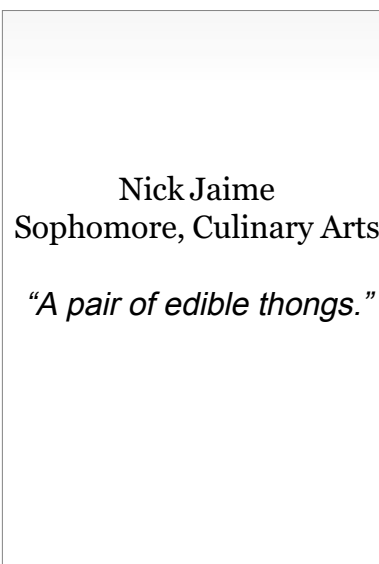 Nick Jaime
Sophomore, Culinary Arts
“A pair of edible thongs.”